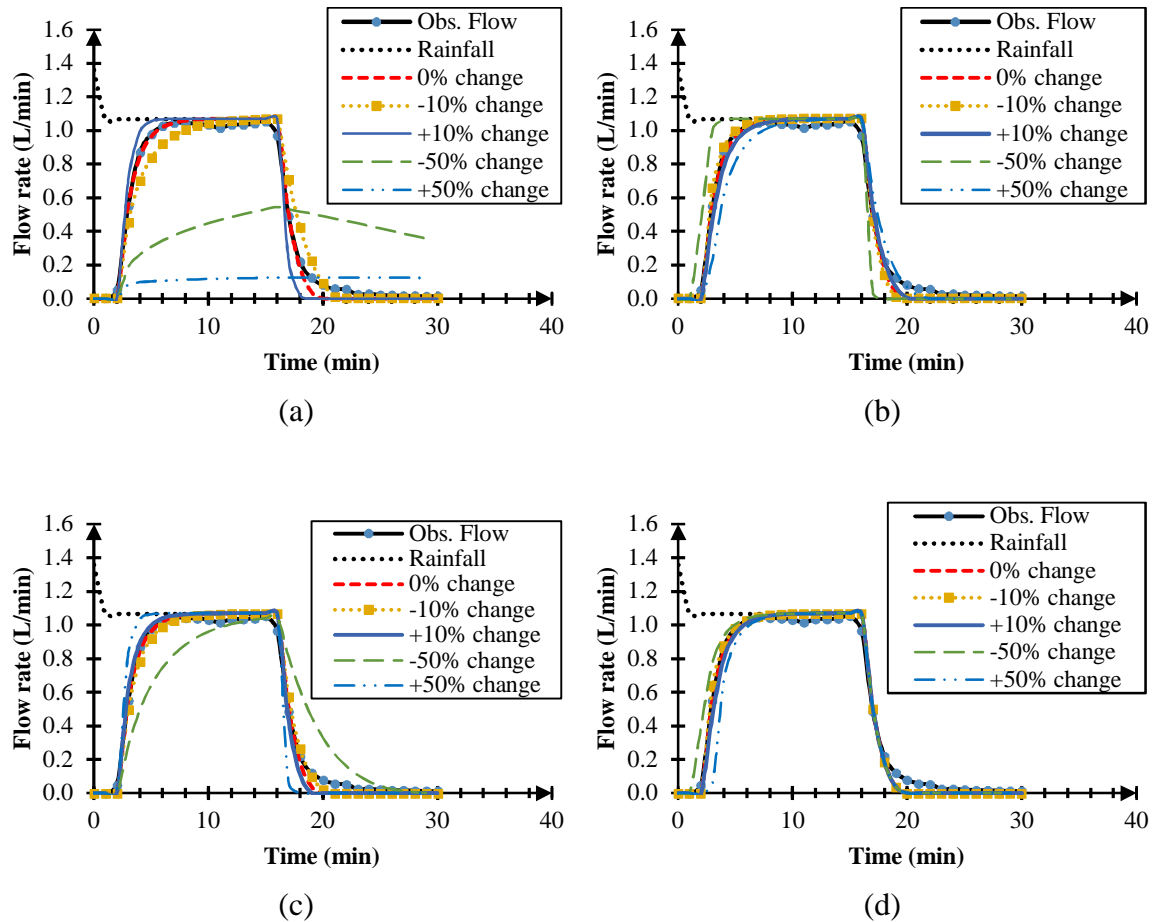 1.6
1.4
1.2
1.0
0.8
0.6
0.4
0.2
0.0
Flow rate (L/min)
0 10 20 30 40
Time (min)
Obs. Flow
Rainfall
0% change
-10% change
+10% change
-50% change
+50% change
(a)
1.6
1.4
1.2
1.0
0.8
0.6
0.4
0.2
0.0
Flow rate (L/min)
0 10 20 30 40
Time (min)
Obs. Flow
Rainfall
0% change
-10% change
+10% change
-50% change
+50% change
(b)
1.6
1.4
1.2
1.0
0.8
0.6
0.4
0.2
0.0
Flow rate (L/min)
0 10 20 30 40
Time (min)
Obs. Flow
Rainfall
0% change
-10% change
+10% change
-50% change
+50% change
(c)
1.6
1.4
1.2
1.0
0.8
0.6
0.4
0.2
0.0
Flow rate (L/min)
0 10 20 30 40
Time (min)
Obs. Flow
Rainfall
0% change
-10% change
+10% change
-50% change
+50% change
(d)